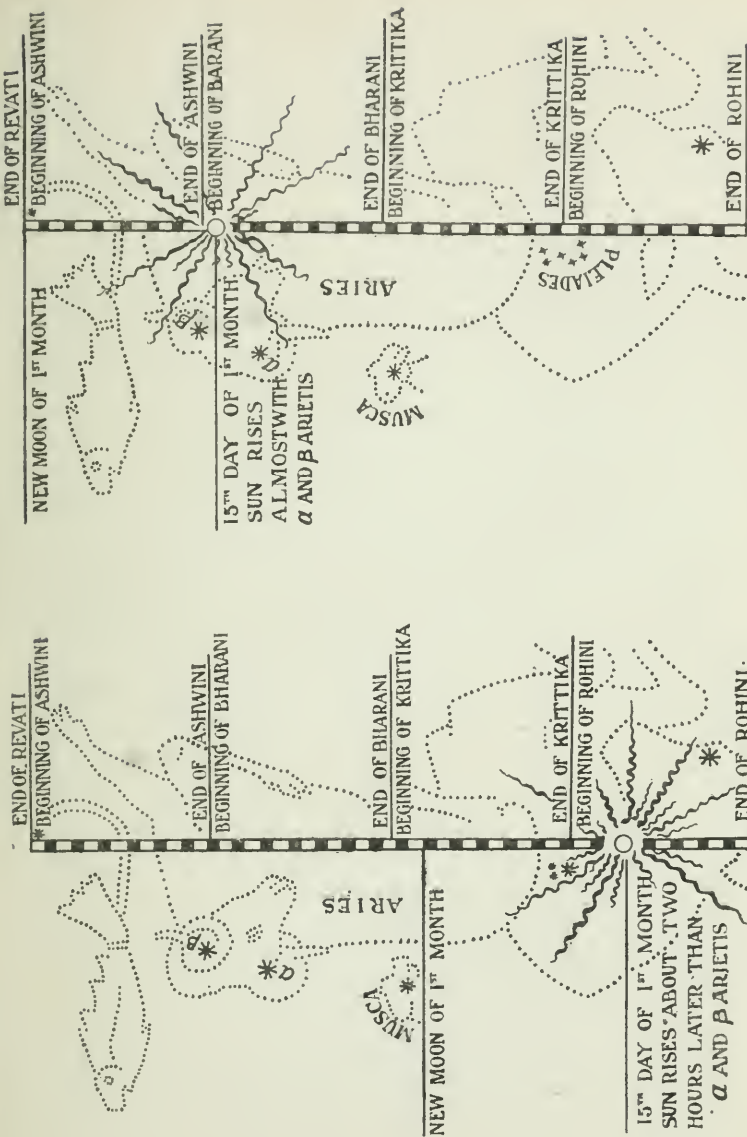 END OF REVATI
*BEGINNING OF ASHWINI
NEW MOON OF 1ST MONTH
END OF ASHWINI
BEGINNING OF BARANI
β
15TH DAY OF 1ST MONTH
SUN RISES
ALMOST WITH
α AND β ARIETIS
α
ARIES
MUSCA
END OF BHARANI
BEGINNING OF KRITTIKA
END OF KRITTIKA
BEGINNING OF ROHINI
PLEIADES
END OF ROHINI
END OF REVATI
*BEGINNING OF ASHWINI
END OF ASHWINI
BEGINNING OF BHARANI
β
α
ARIES
END OF BHARANI
BEGINNING OF KRITTIKA
MUSCA
NEW MOON OF 1ST MONTH
END OF KRITTIKA
BEGINNING OF ROHINI
15TH DAY OF 1ST MONTH
SUN RISES ABOUT TWO
HOURS LATER THAN
α AND β ARIETIS
END OF ROHINI